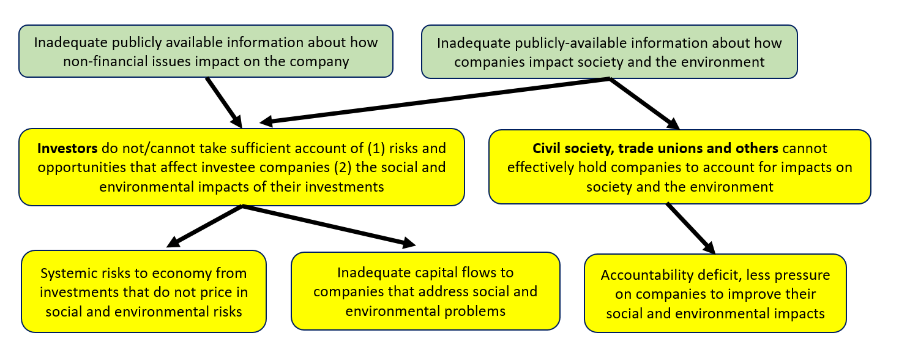 Inadequate publicly available information about how
non-financial issues impact on the company
Inadequate publicly-available information about how
companies impact society and the environment
Investors do not/cannot take sufficient account of (1) risks and
opportunities that affect investee companies (2) the social and
environmental impacts of their investments
Civil society, trade unions and others cannot
effectively hold companies to account for impacts on
society and the environment
Systemic risks to economy from
investments that do not price in
social and environmental risks
Inadequate capital flows to
companies that address social and
environmental problems
Accountability deficit, less pressure
on companies to improve their
social and environmental impacts